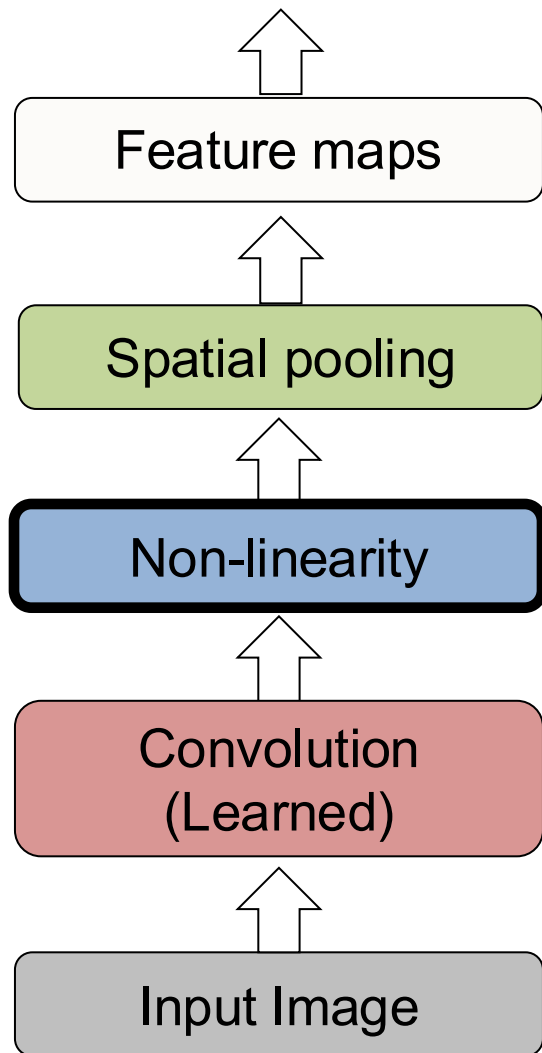 Feature maps
Spatial pooling
Non-linearity
Convolution
(Learned)
Input Image